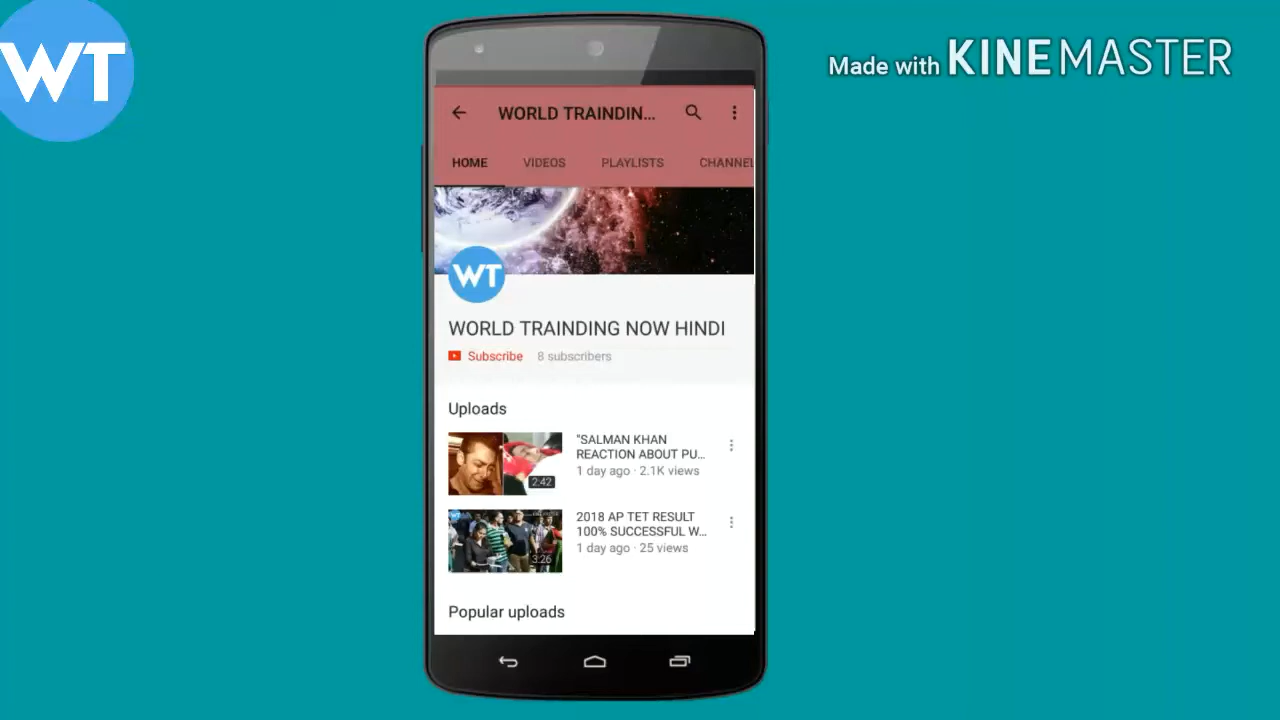 WT
Made with KINEMASTER
WORLD TRAINDIN...
HOME VIDEOS PLAYLISTS CHANNEL
WT
WORLD TRAINDING NOW HINDI
Subscribe 8 subscribers
Uploads
"SALMAN KHAN
REACTION ABOUT PU...
1 day ago · 2.1K views
2:42
2018 AP TET RESULT
100% SUCCESSFUL W...
1 day ago · 25 views
3:26
Popular uploads